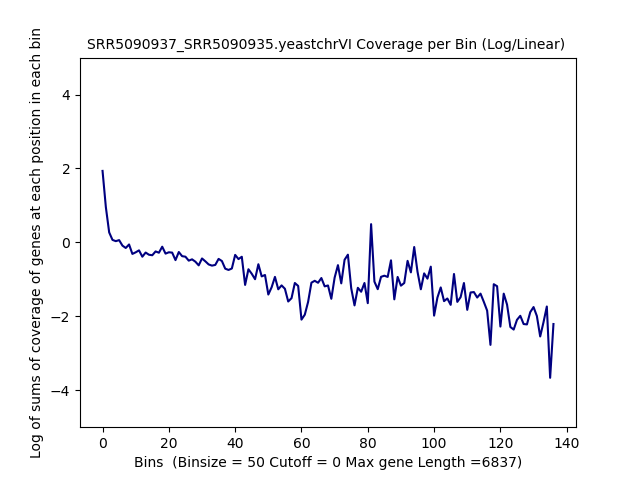 SRR5090937_SRR5090935.yeastchrVI Coverage per Bin (Log/Linear)
Log of sums of coverage of genes at each position in each bin
4
2
0
−2
−4
0 20 40 60 80 100 120 140
Bins  (Binsize = 50 Cutoff = 0 Max gene Length =6837)